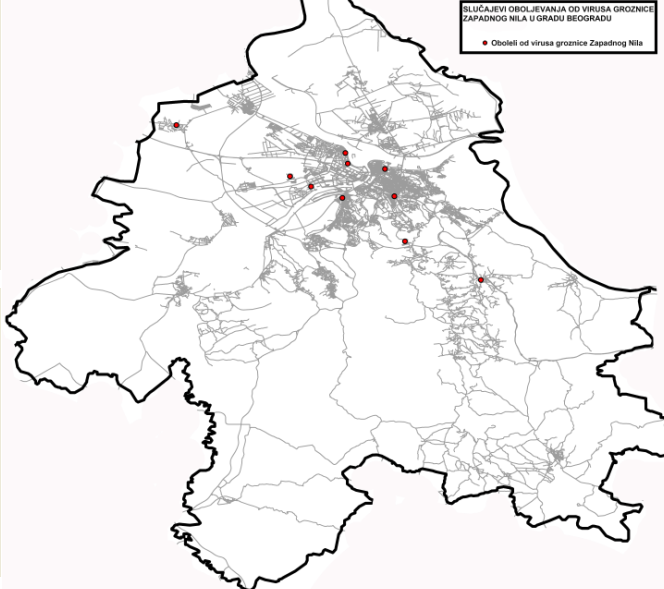 SLUČAJEVI OBOLJEVANJA OD VIRUSA GROZNICE
ZAPADNOG NILA U GRADU BEOGRADU
Oboleli od virusa groznice Zapadnog Nila